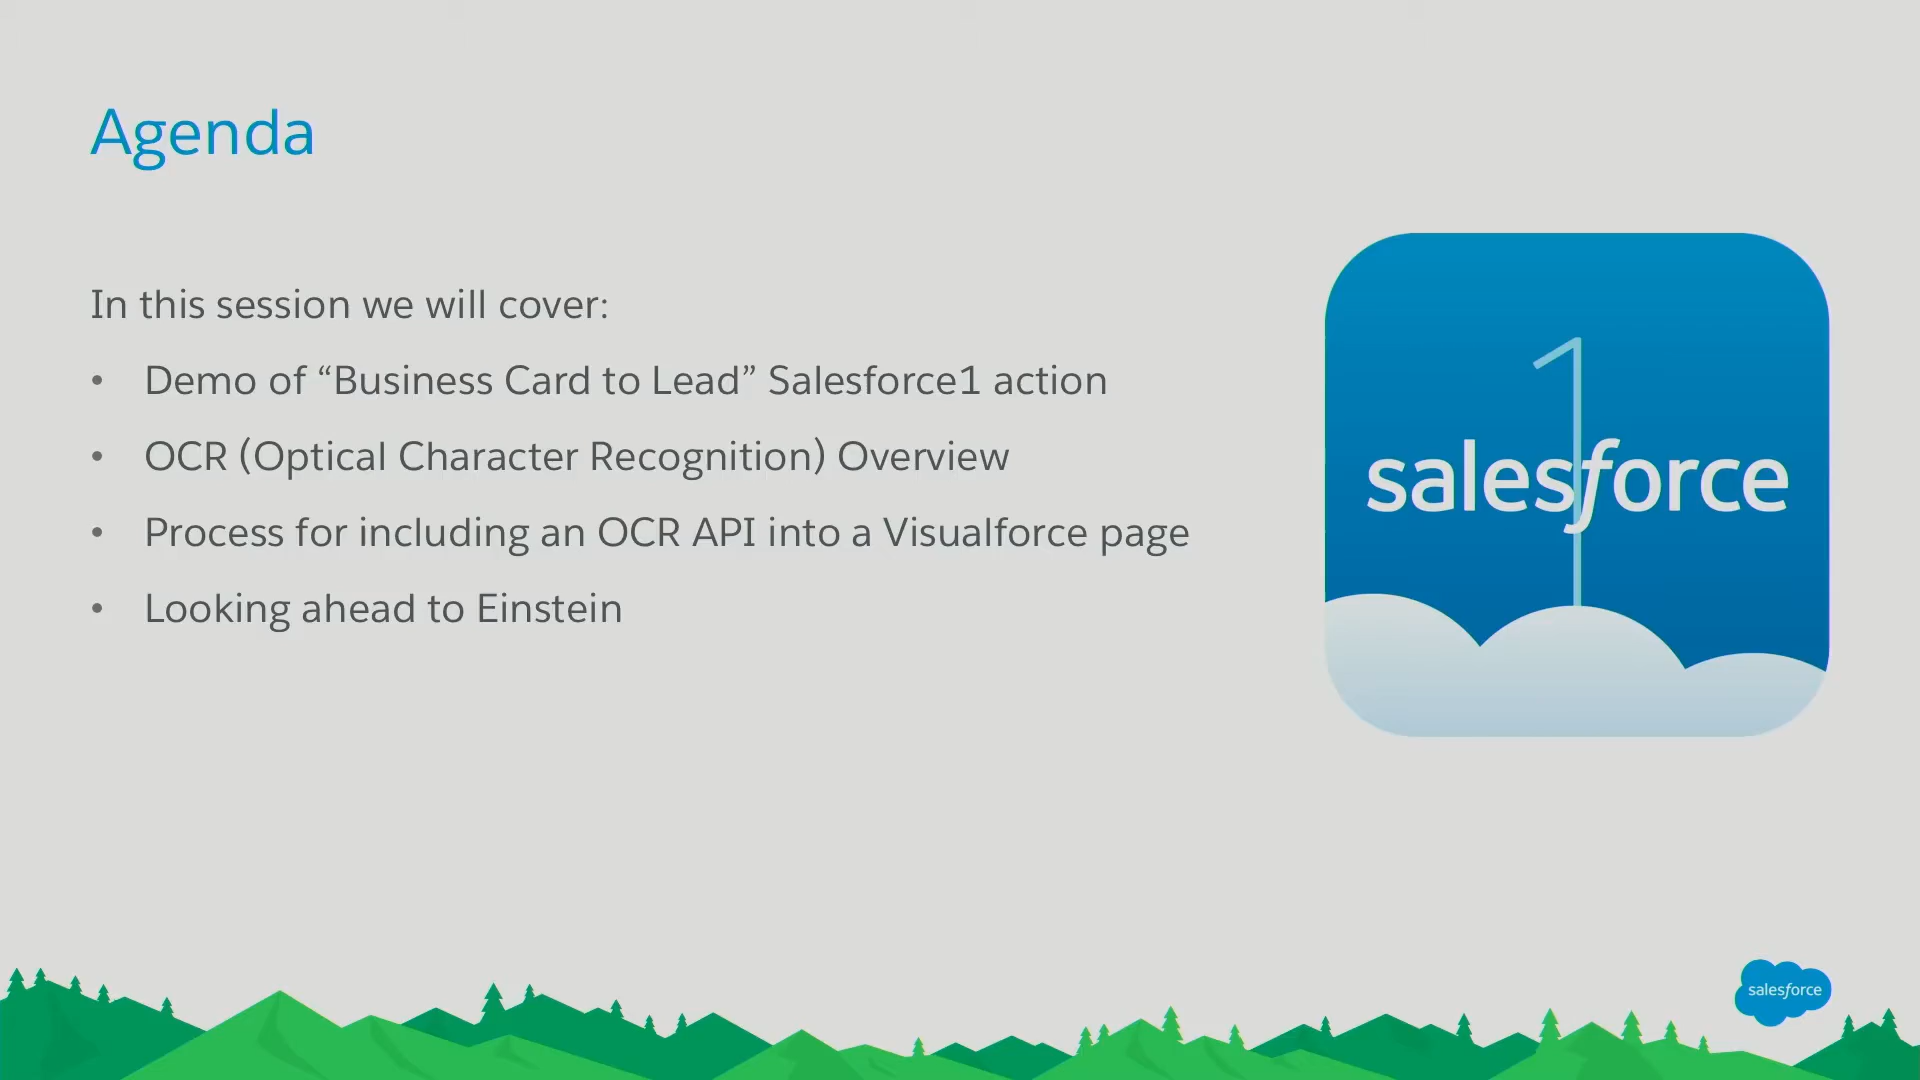 Agenda
In this session we will cover:
• Demo of “Business Card to Lead” Salesforce1 action
• OCR (Optical Character Recognition) Overview
• Process for including an OCR API into a Visualforce page
• Looking ahead to Einstein
1
salesforce
salesforce